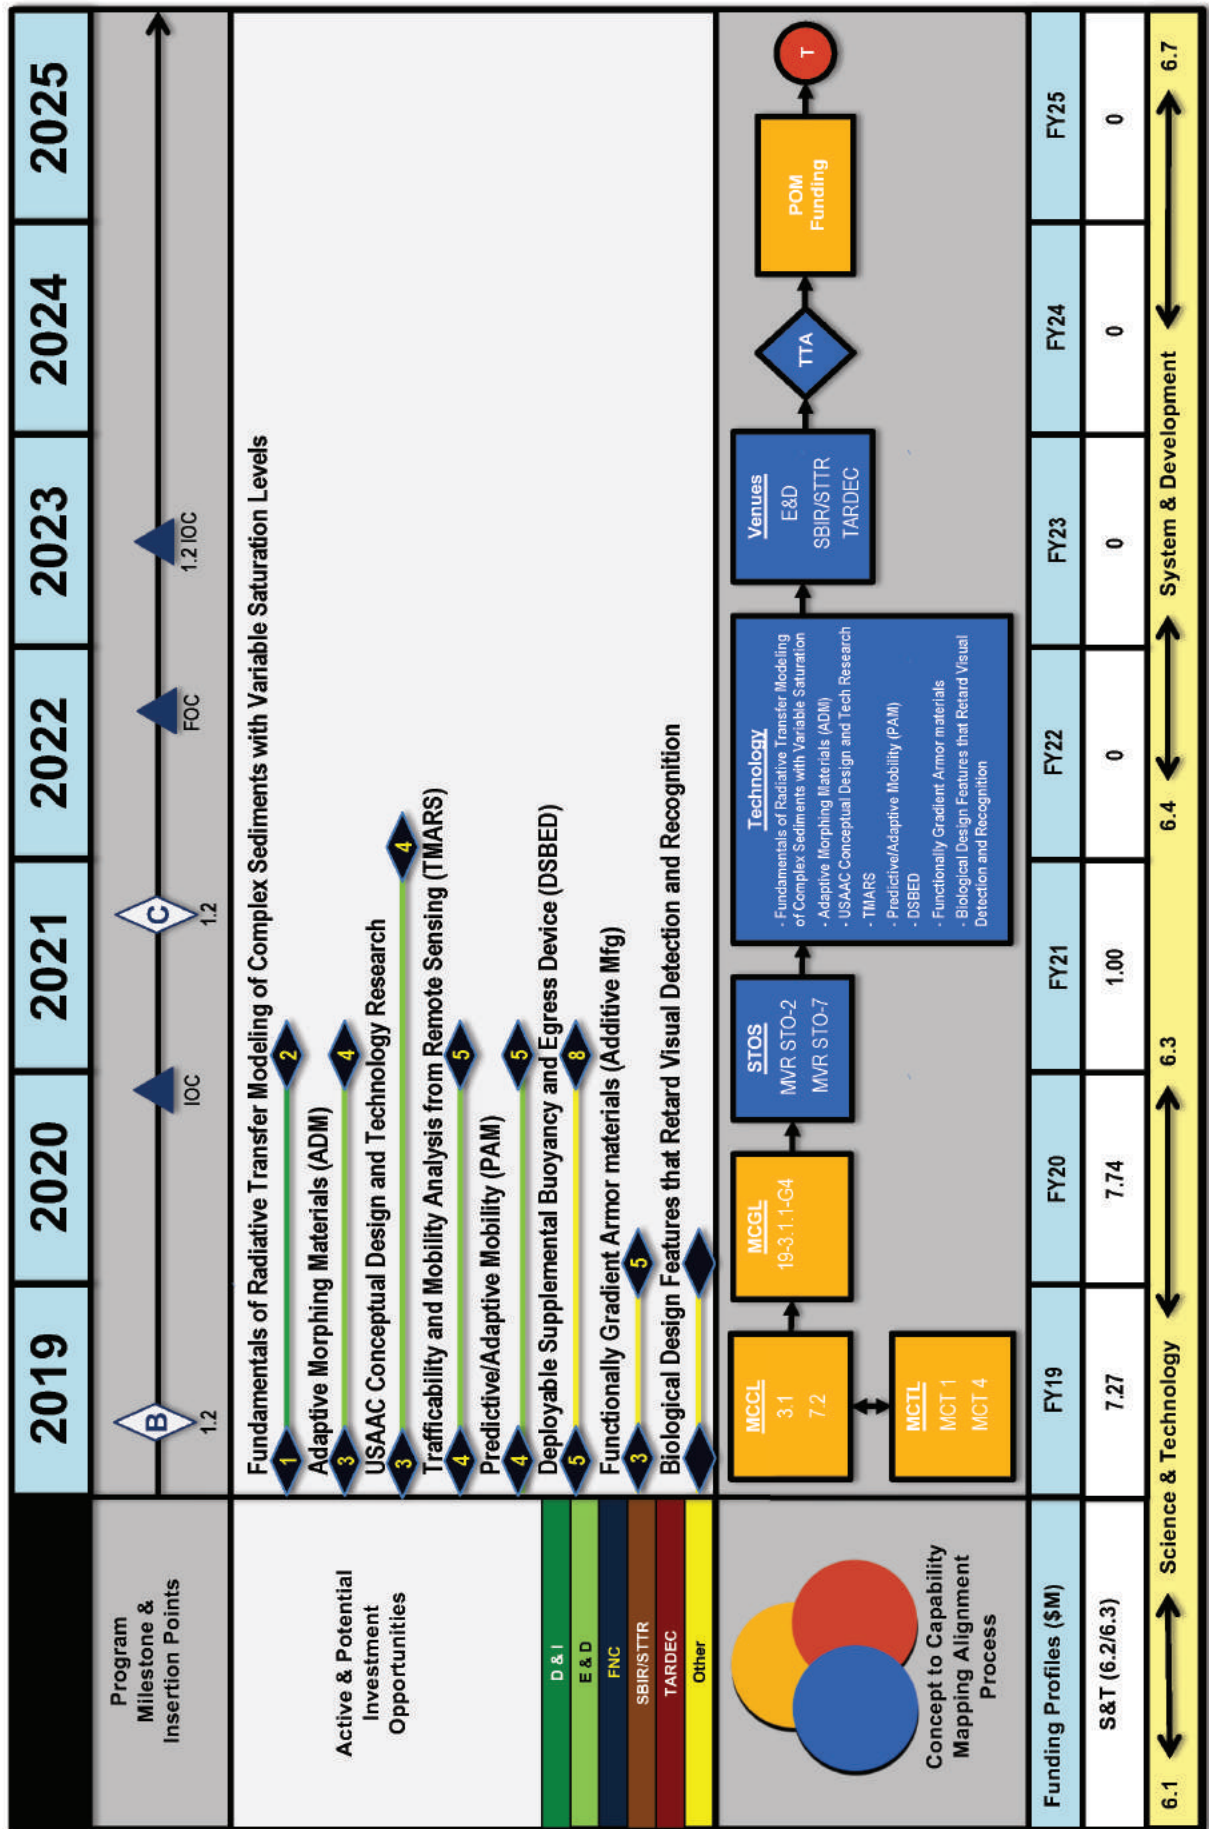 2019
2020
2021
2022
2023
2024
2025
Program
Milestone &
Insertion Points
B
1.2
IOC
C
1.2
FOC
1.2 IOC
Active & Potential
Investment
Opportunities
D & I
E & D
FNC
SBIR/STTR
TARDEC
Other
Fundamentals of Radiative Transfer Modeling of Complex Sediments with Variable Saturation Levels
1
2
Adaptive Morphing Materials (ADM)
3
4
USAAC Conceptual Design and Technology Research
3
4
Trafficability and Mobility Analysis from Remote Sensing (TMARS)
4
5
Predictive/Adaptive Mobility (PAM)
4
5
Deployable Supplemental Buoyancy and Egress Device (DSBED)
5
8
Functionally Gradient Armor materials (Additive Mfg)
3
5
Biological Design Features that Retard Visual Detection and Recognition
Concept to Capability
Mapping Alignment
Process
MCCL
3.1
7.2
MCTL
MCT 1
MCT 4
MCGL
19-3.1.1-G4
STOS
MVR STO-2
MVR STO-7
Technology
- Fundamentals of Radiative Transfer Modeling
of Complex Sediments with Variable Saturation
- Adaptive Morphing Materials (ADM)
- USAAC Conceptual Design and Tech Research
- TMARS
- Predictive/Adaptive Mobility (PAM)
- DSBED
- Functionally Gradient Armor materials
- Biological Design Features that Retard Visual
Detection and Recognition
Venues
E&D
SBIR/STTR
TARDEC
TTA
POM
Funding
T
Funding Profiles ($M)
FY19
FY20
FY21
FY22
FY23
FY24
FY25
S&T (6.2/6.3)
7.27
7.74
1.00
0
0
0
0
6.1
Science & Technology
6.3
6.4
System & Development
6.7